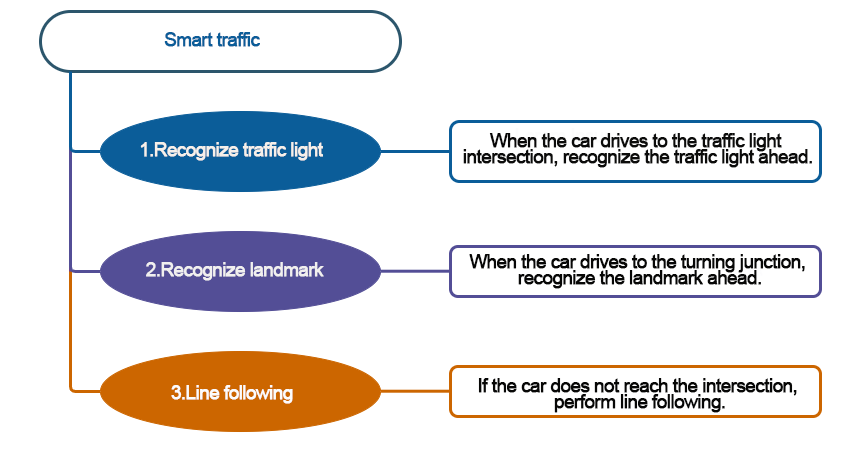 Smart traffic
1.Recognize traffic light
When the car drives to the traffic light
intersection, recognize the traffic light ahead.
2.Recognize landmark
When the car drives to the turning junction,
recognize the landmark ahead.
3.Line following
If the car does not reach the intersection,
perform line following.